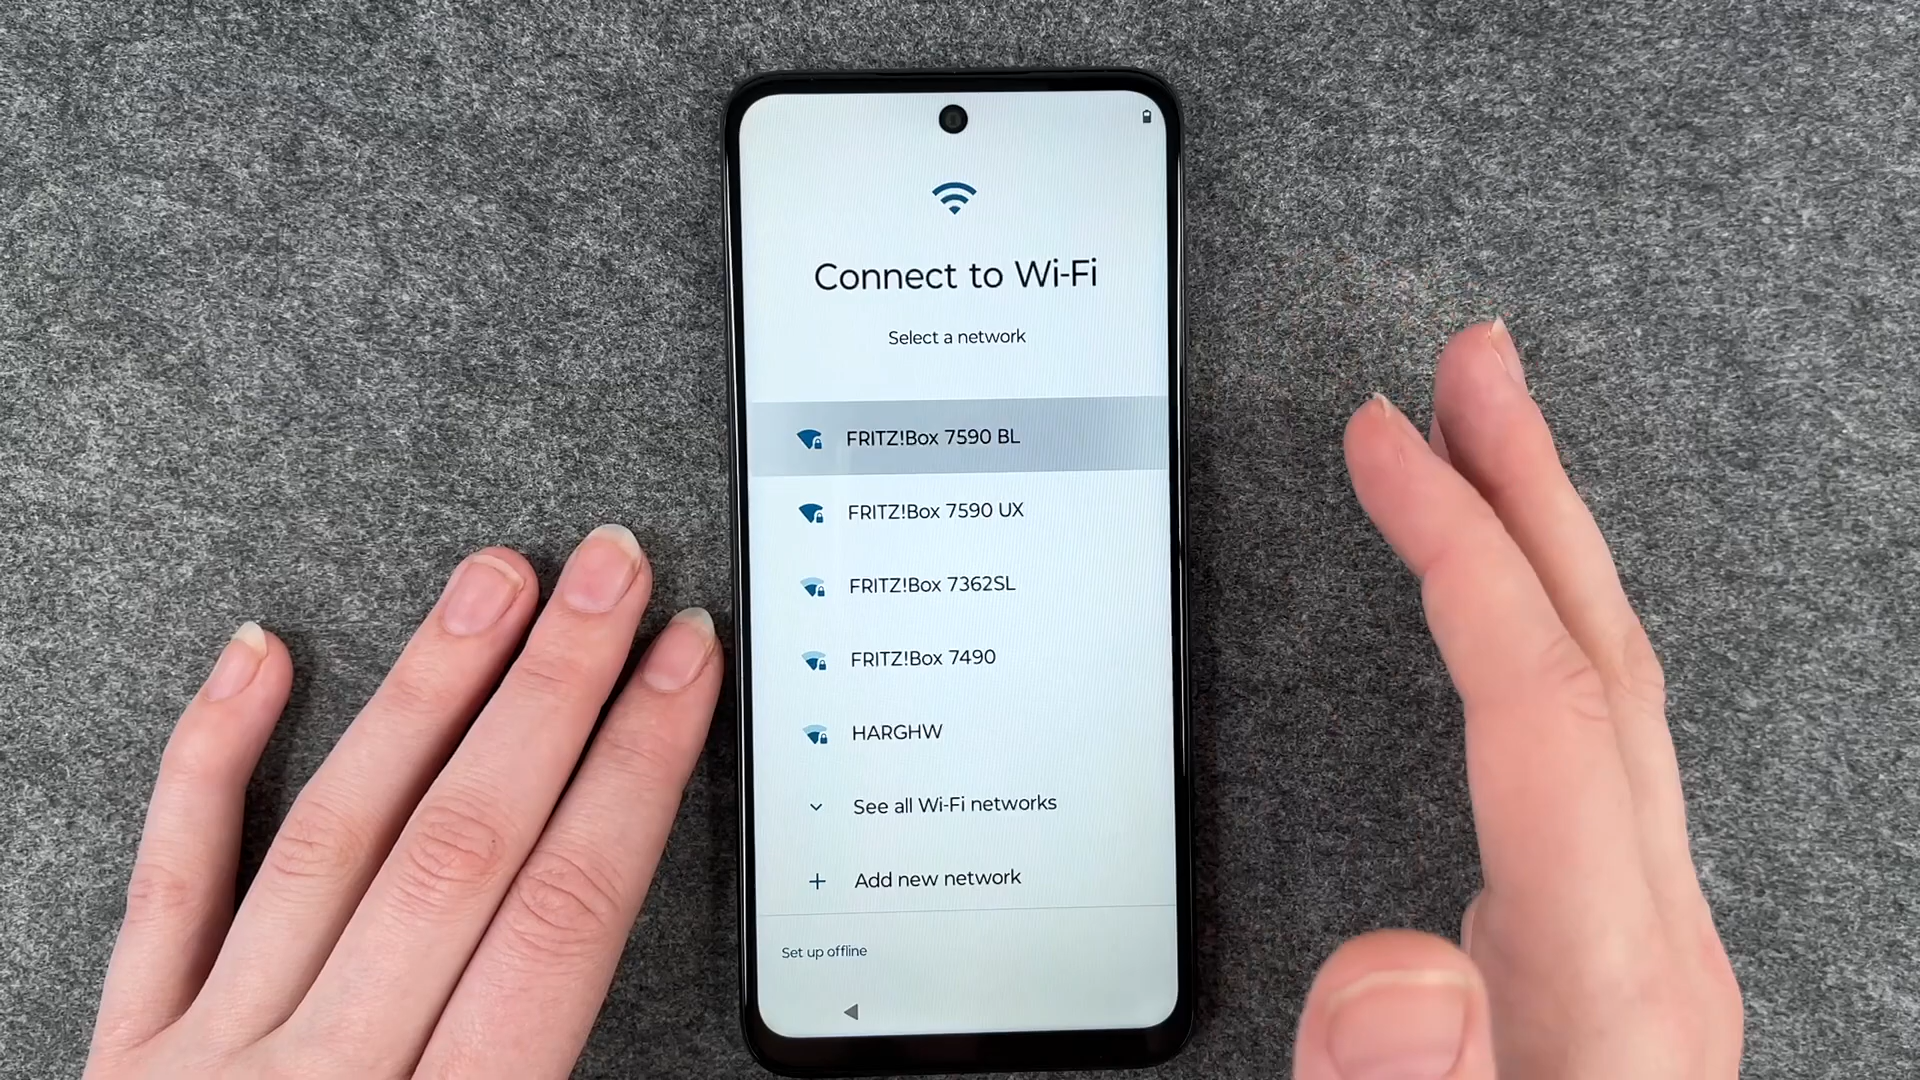 Connect to Wi-Fi
Select a network
FRITZ!Box 7590 BL
FRITZ!Box 7590 UX
FRITZ!Box 7362SL
FRITZ!Box 7490
HARGHW
See all Wi-Fi networks
Add new network
Set up offline